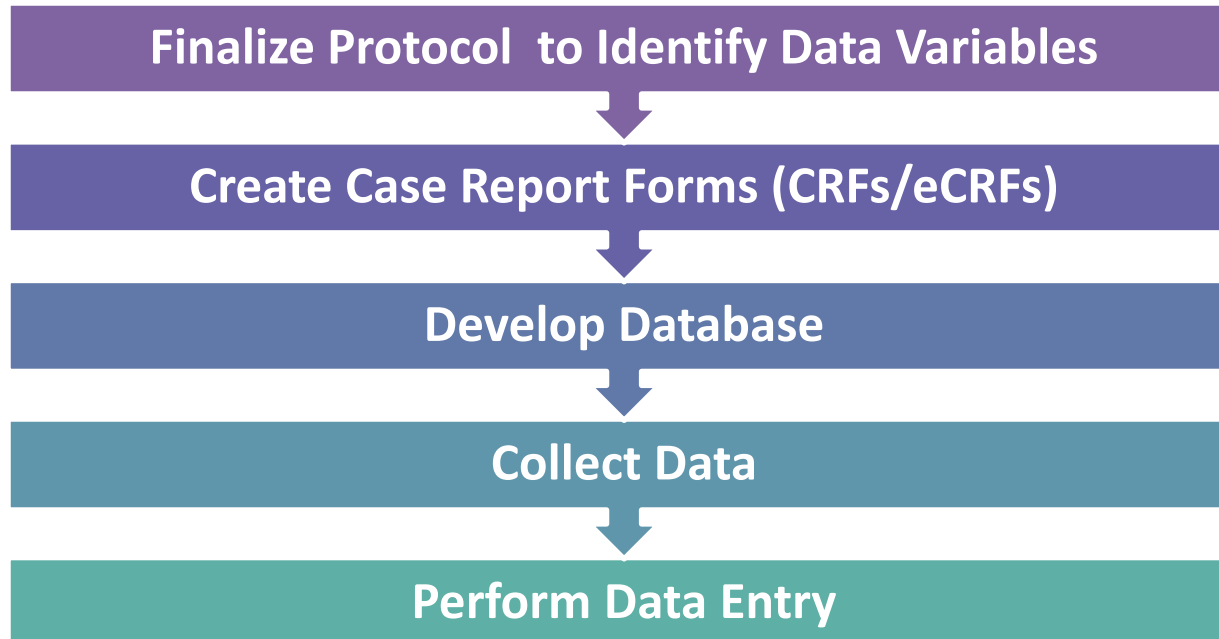 Finalize Protocol  to Identify Data Variables
Create Case Report Forms (CRFs/eCRFs)
Develop Database
Collect Data
Perform Data Entry